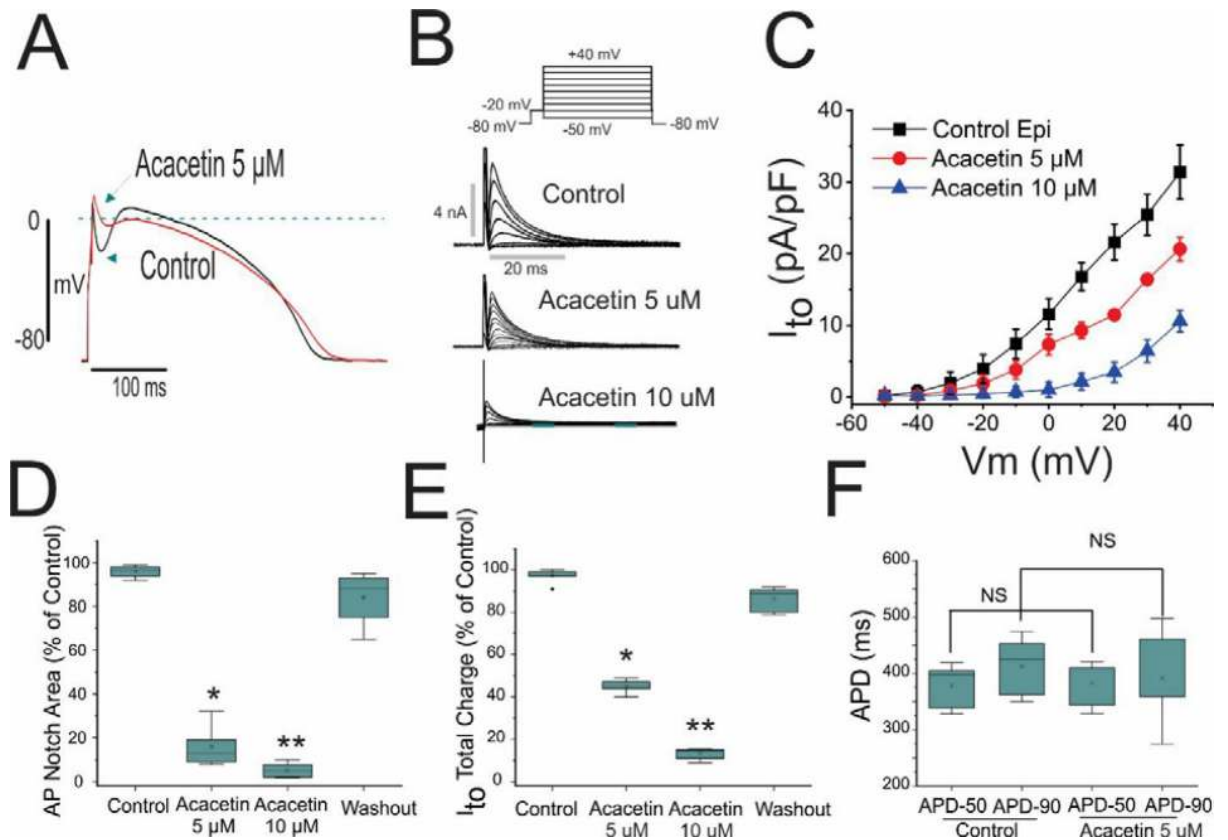 A
Acacetin 5 µM
0
mV
-80
Control
100 ms
B
+40 mV
-20 mV
-80 mV
-50 mV
-80 mV
Control
4 nA
20 ms
Acacetin 5 uM
Acacetin 10 uM
C
Control Epi
Acacetin 5 µM
Acacetin 10 µM
Ito (pA/pF)
40
30
20
10
0
-60 -40 -20 0 20 40
Vm (mV)
D
AP Notch Area (% of Control)
100
80
60
40
20
0
*
**
Control Acacetin 5 µM Acacetin 10 µM Washout
E
Ito Total Charge (% of Control)
100
80
60
40
20
0
*
**
Control Acacetin 5 uM Acacetin 10 µM Washout
F
NS
NS
APD (ms)
600
500
400
300
200
APD-50 APD-90 APD-50 APD-90
Control Acacetin 5 uM